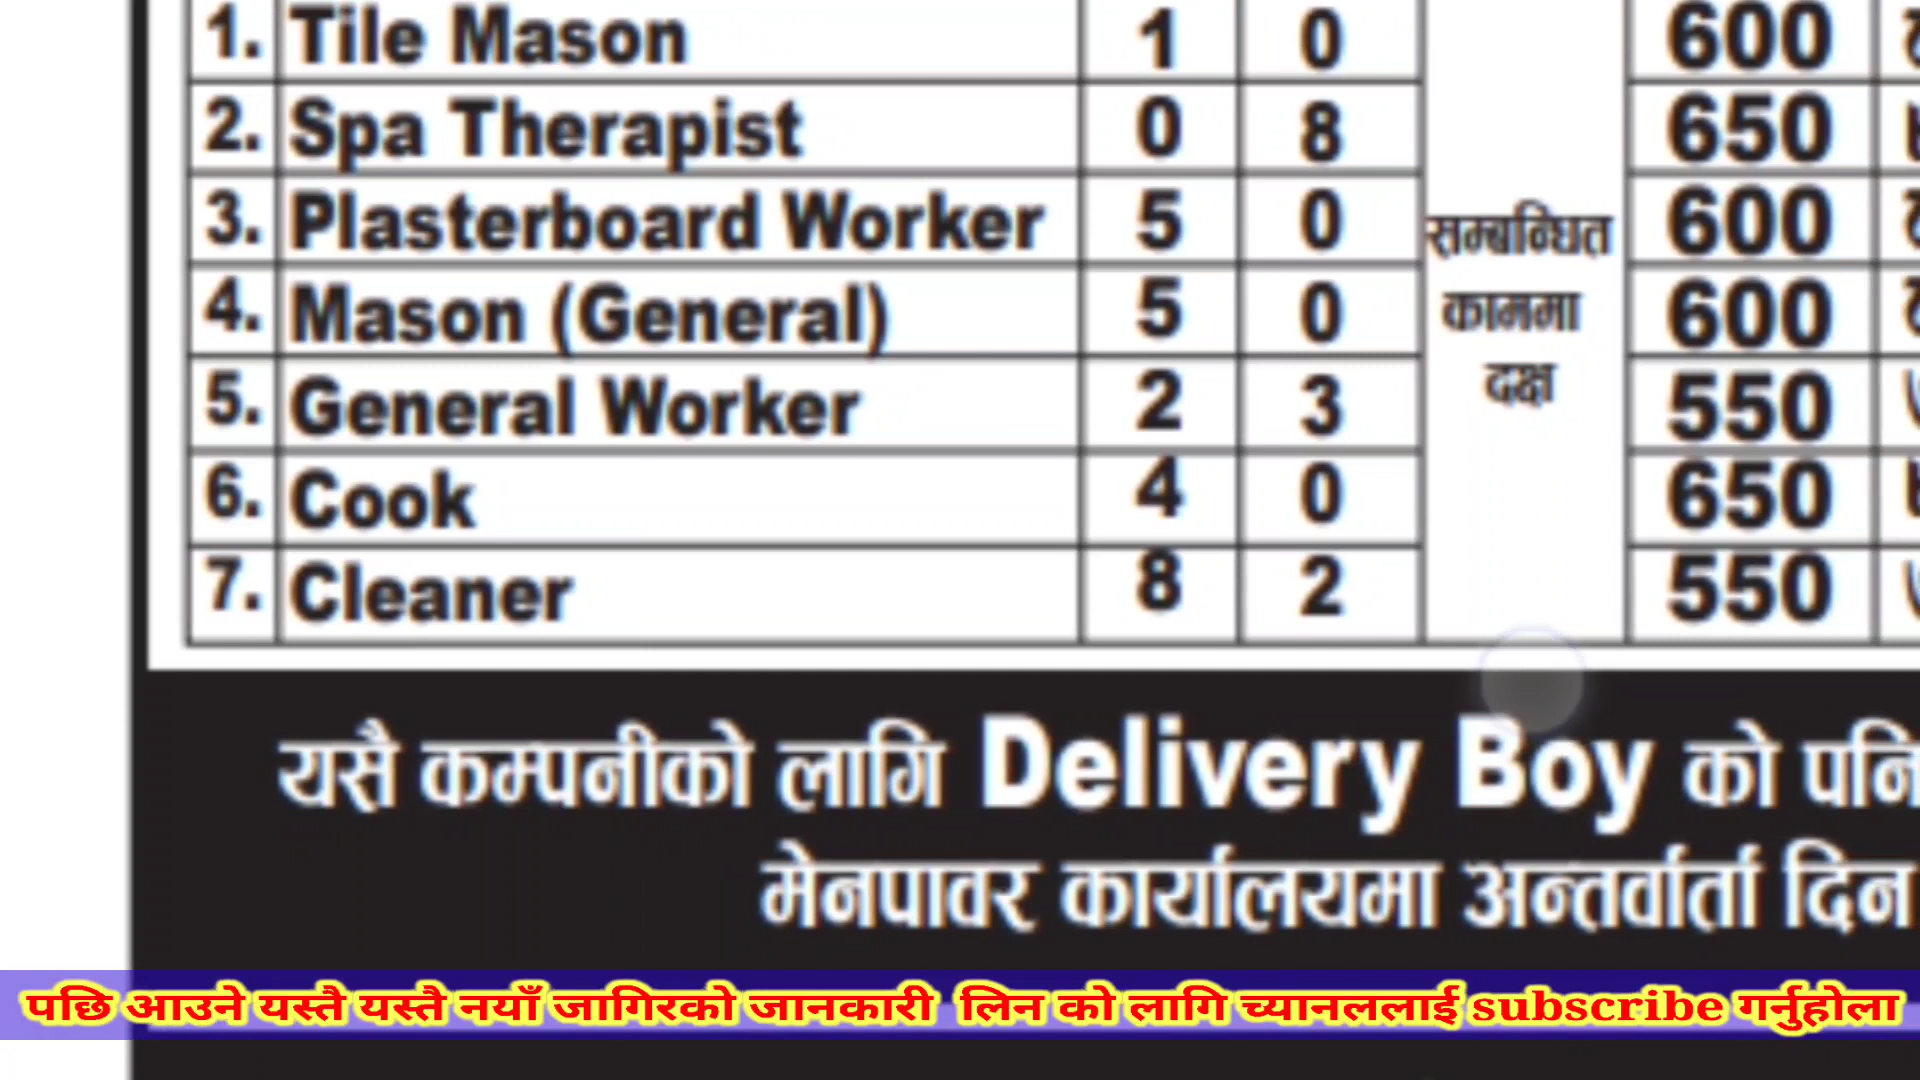 1. Tile Mason 1 0 600
2. Spa Therapist 0 8 650
3. Plasterboard Worker 5 0 600
4. Mason (General) 5 0 600
5. General Worker 2 3 550
6. Cook 4 0 650
7. Cleaner 8 2 550
सम्बन्धित
काममा
दक्ष
यसै कम्पनीको लागि Delivery Boy को पनि
मेनपावर कार्यालयमा अन्तर्वार्ता दिन
पछि आउने यस्तै यस्तै नयाँ जागिरको जानकारी लिन को लागि च्यानललाई subscribe गर्नुहोला